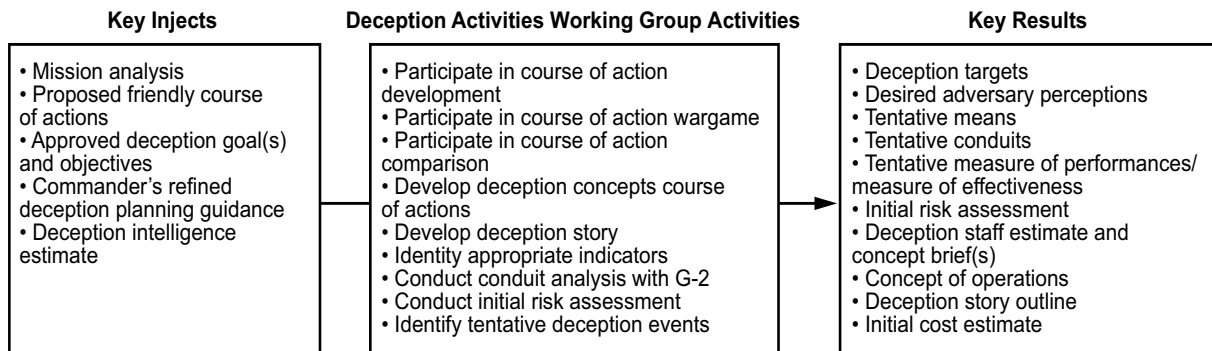 Key Injects
• Mission analysis
• Proposed friendly course
of actions
• Approved deception goal(s)
and objectives
• Commander's refined
deception planning guidance
• Deception intelligence
estimate
Deception Activities Working Group Activities
• Participate in course of action
development
• Participate in course of action wargame
• Participate in course of action
comparison
• Develop deception concepts course
of actions
• Develop deception story
• Identity appropriate indicators
• Conduct conduit analysis with G-2
• Conduct initial risk assessment
• Identify tentative deception events
Key Results
• Deception targets
• Desired adversary perceptions
• Tentative means
• Tentative conduits
• Tentative measure of performances/
measure of effectiveness
• Initial risk assessment
• Deception staff estimate and
concept brief(s)
• Concept of operations
• Deception story outline
• Initial cost estimate